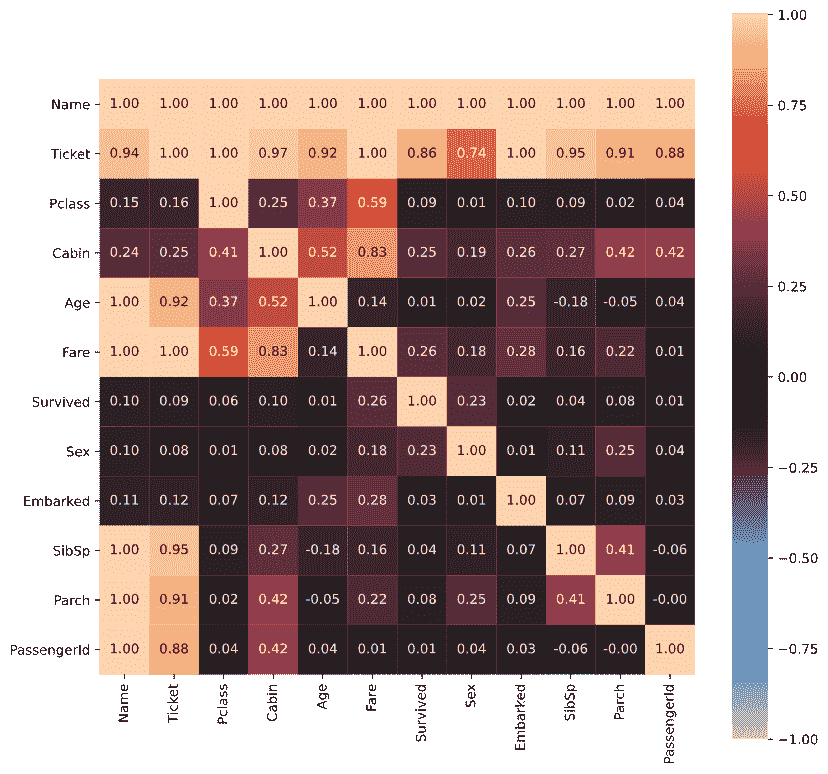 Name 1.00 1.00 1.00 1.00 1.00 1.00 1.00 1.00 1.00 1.00 1.00 1.00
Ticket 0.94 1.00 1.00 0.97 0.92 1.00 0.86 0.74 1.00 0.95 0.91 0.88
Pclass 0.15 0.16 1.00 0.25 0.37 0.59 0.09 0.01 0.10 0.09 0.02 0.04
Cabin 0.24 0.25 0.41 1.00 0.52 0.83 0.25 0.19 0.26 0.27 0.42 0.42
Age 1.00 0.92 0.37 0.52 1.00 0.14 0.01 0.02 0.25 -0.18 -0.05 0.04
Fare 1.00 1.00 0.59 0.83 0.14 1.00 0.26 0.18 0.28 0.16 0.22 0.01
Survived 0.10 0.09 0.06 0.10 0.01 0.26 1.00 0.23 0.02 0.04 0.08 0.01
Sex 0.10 0.08 0.01 0.08 0.02 0.18 0.23 1.00 0.01 0.11 0.25 0.04
Embarked 0.11 0.12 0.07 0.12 0.25 0.28 0.03 0.01 1.00 0.07 0.09 0.03
SibSp 1.00 0.95 0.09 0.27 -0.18 0.16 0.04 0.11 0.07 1.00 0.41 -0.06
Parch 1.00 0.91 0.02 0.42 -0.05 0.22 0.08 0.25 0.09 0.41 1.00 -0.00
PassengerId 1.00 0.88 0.04 0.42 0.04 0.01 0.01 0.04 0.03 -0.06 -0.00 1.00
Name Ticket Pclass Cabin Age Fare Survived Sex Embarked SibSp Parch PassengerId
1.00
0.75
0.50
0.25
0.00
−0.25
−0.50
−0.75
−1.00